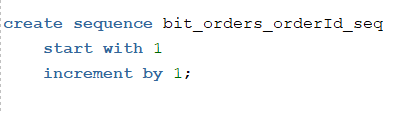 create sequence bit_orders_orderId_seq
start with 1
increment by 1;